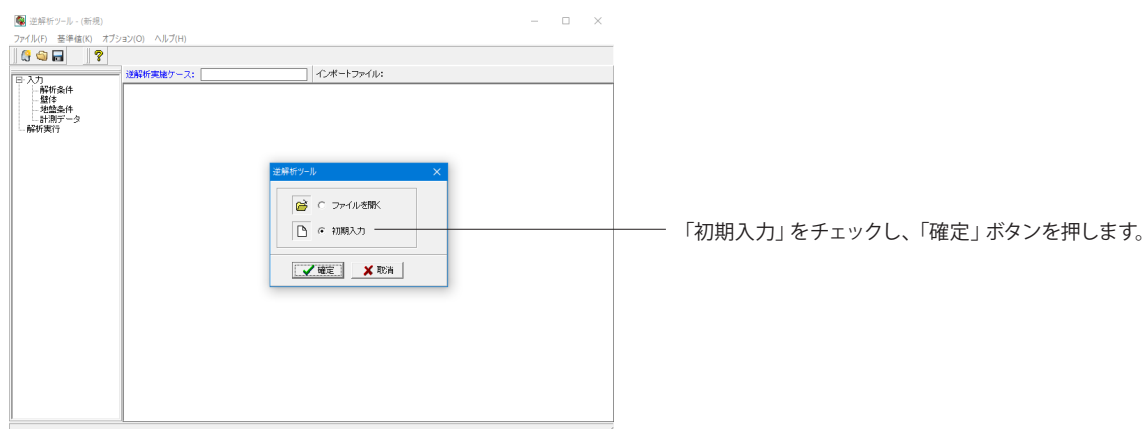 逆解析ツール - (新規)
ファイル(F) 基準値(K) オプション(O) ヘルプ(H)
逆解析実施ケース:
インポートファイル:
入力
解析条件
壁体
地盤条件
計測データ
解析実行
逆解析ツール
ファイルを開く
初期入力
確定
取消
「初期入力」をチェックし、「確定」ボタンを押します。